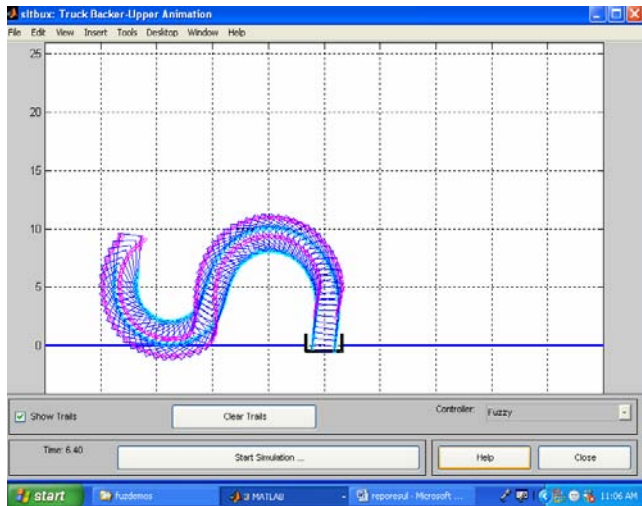 sltbux: Truck Backer-Upper Animation
File Edit View Insert Tools Desktop Window Help
25
20
15
10
5
0
Show Trails
Clear Trails
Controller:
Fuzzy
Time: 6.40
Start Simulation ...
Help
Close
start
fuzdemos
3 MATLAB
reporesul - Microsoft ...
11:06 AM